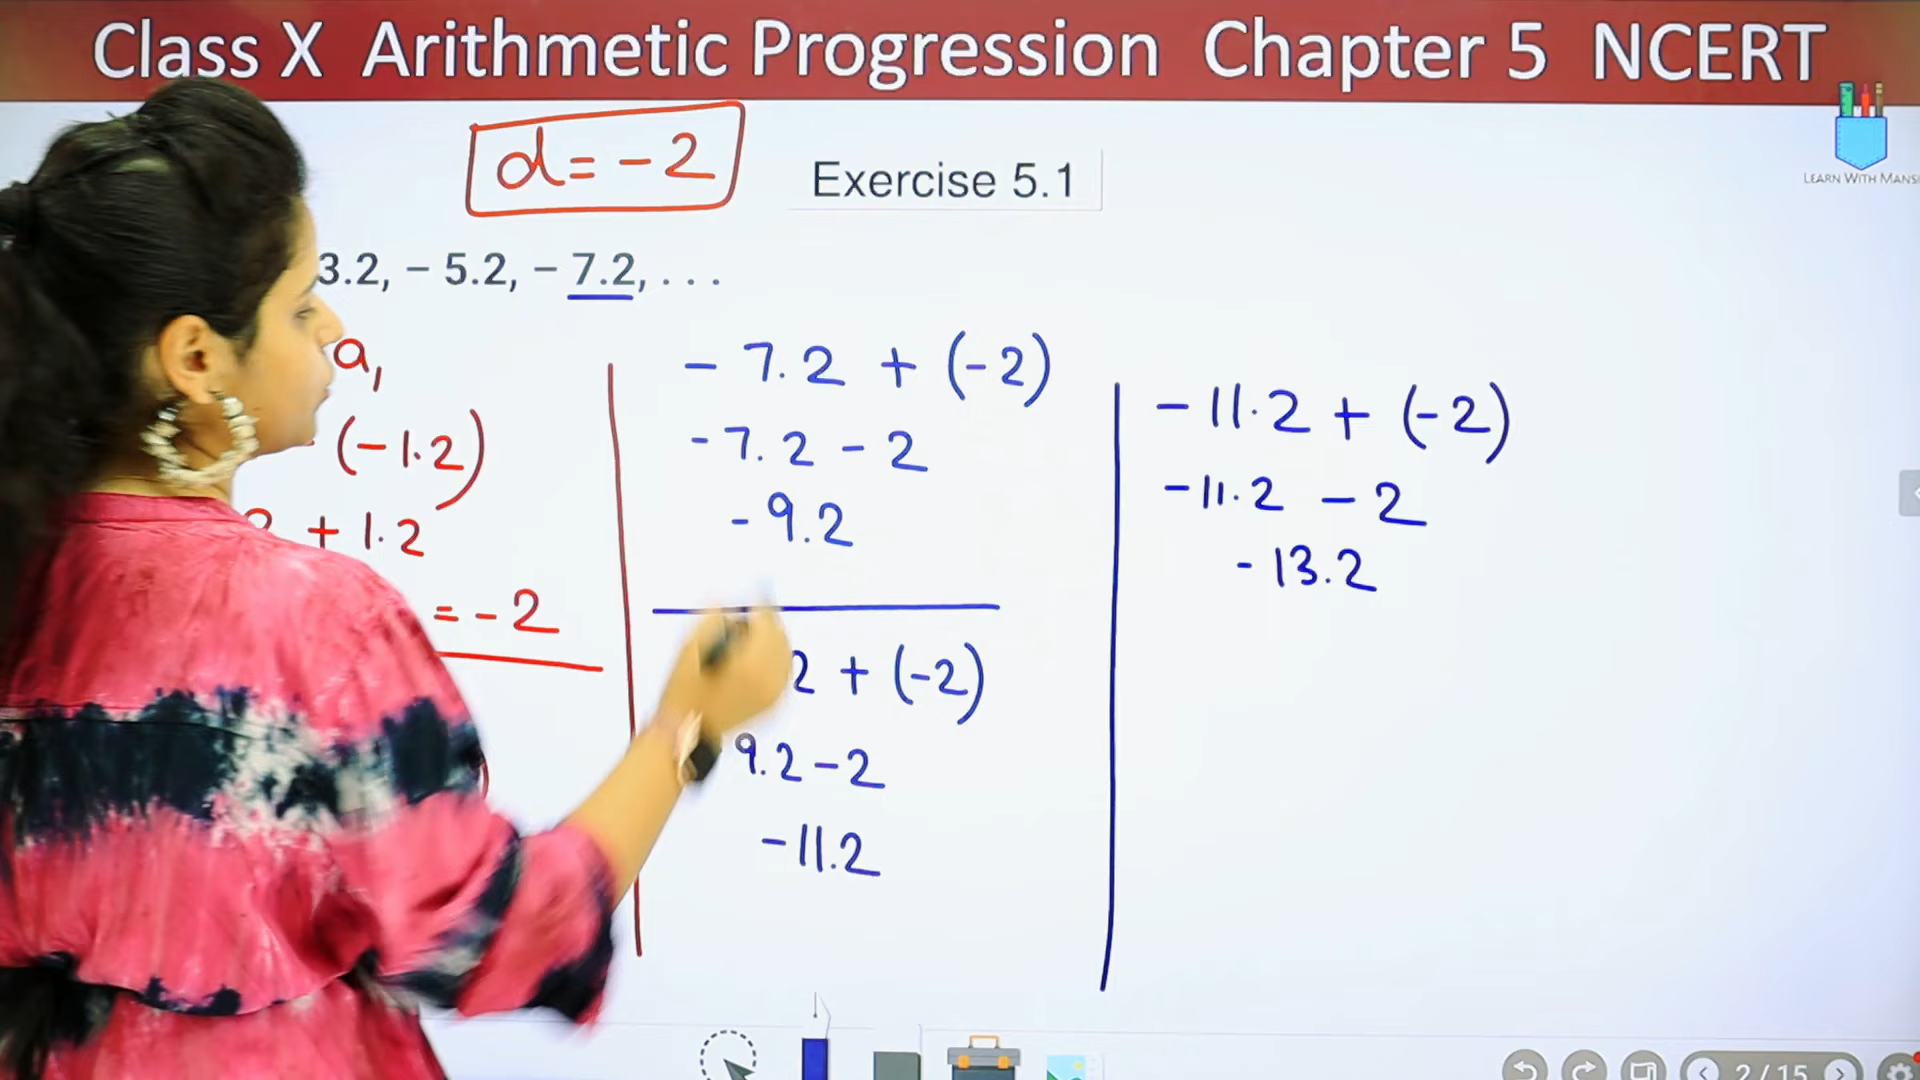 Class X Arithmetic Progression Chapter 5 NCERT
d = -2
Exercise 5.1
LEARN WITH MANS
3.2, – 5.2, – 7.2, . . .
a,
(-1.2)
+ 1.2
= -2
- 7.2 + (-2)
-7.2 - 2
-9.2
2 + (-2)
9.2-2
-11.2
-11.2 + (-2)
-11.2 - 2
-13.2
2 / 15